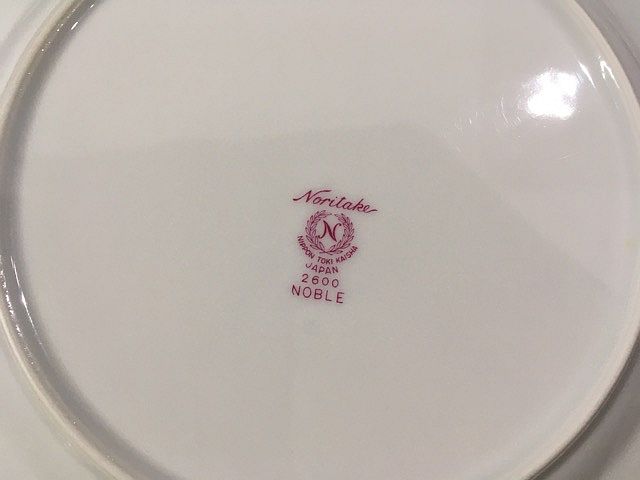 Noritake
N
NIPPON TOKI KAISHA
JAPAN
2600
NOBLE